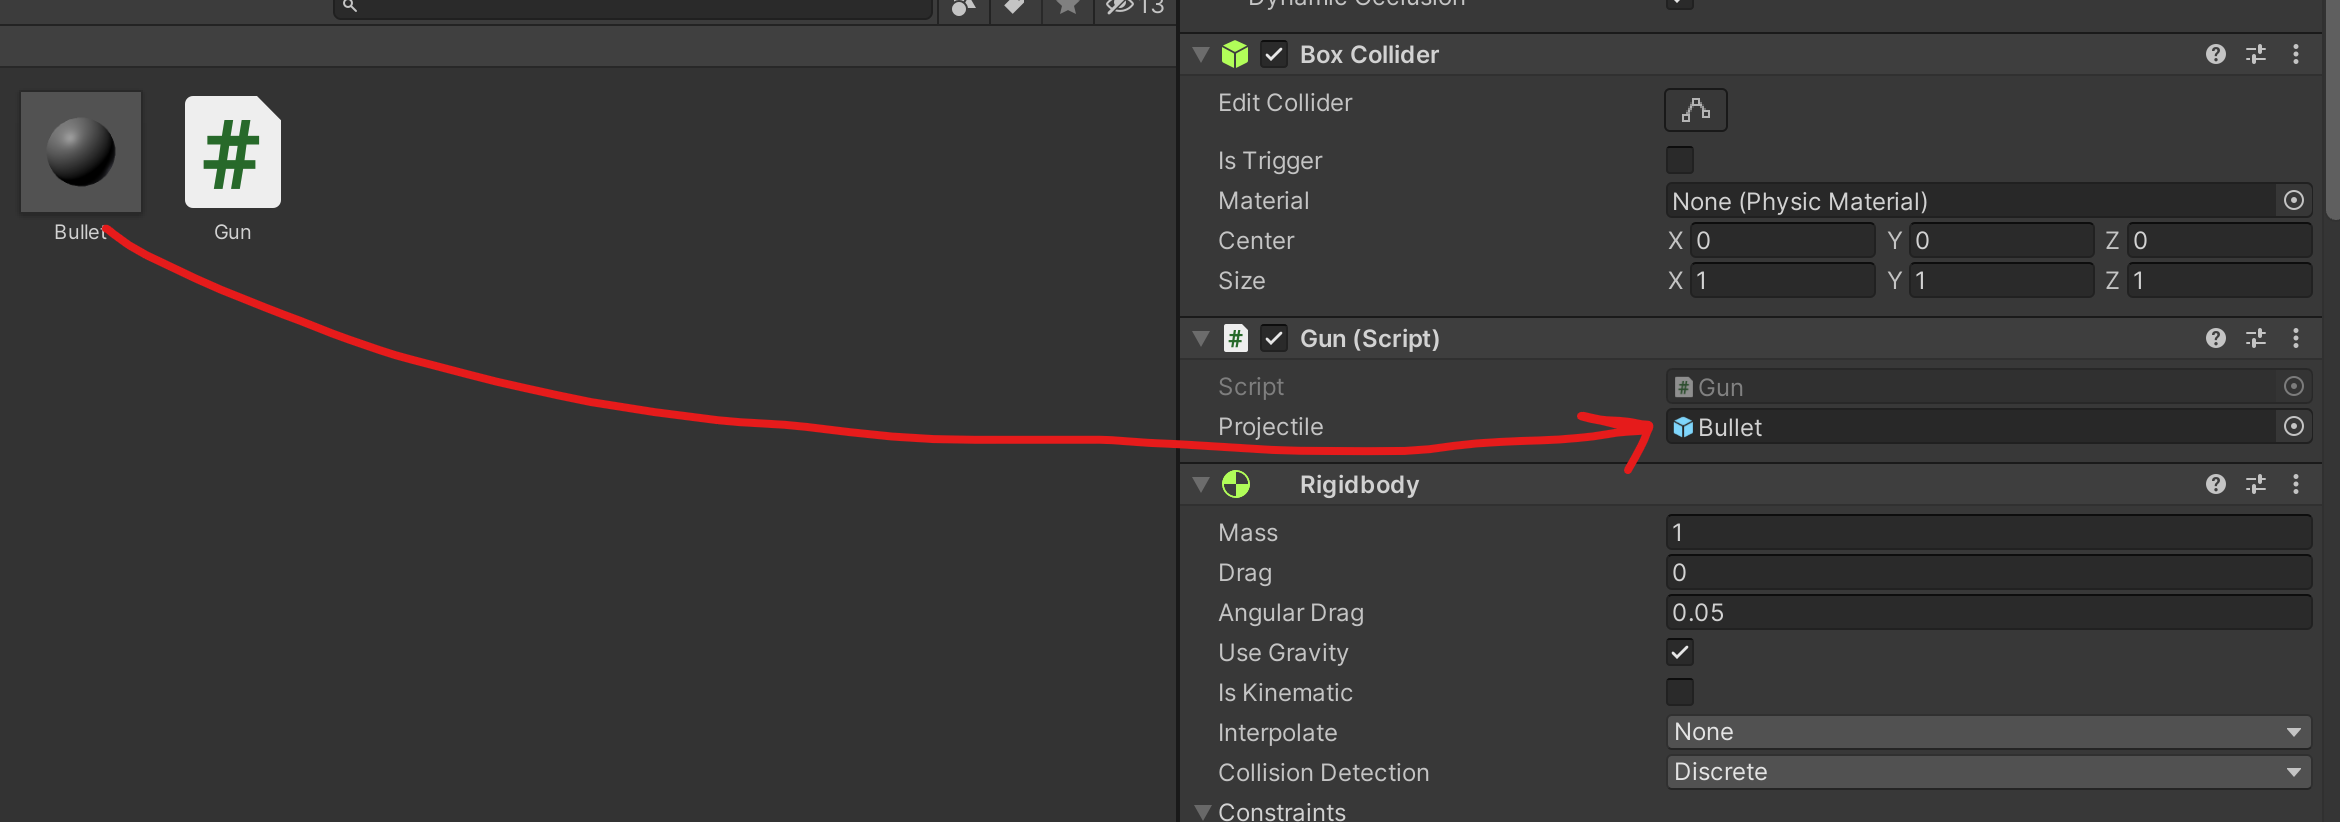 13
Dynamic Occlusion
Box Collider
Edit Collider
Is Trigger
Material None (Physic Material)
Center X 0 Y 0 Z 0
Size X 1 Y 1 Z 1
Bullet
Gun
Gun (Script)
Script # Gun
Projectile Bullet
Rigidbody
Mass 1
Drag 0
Angular Drag 0.05
Use Gravity
Is Kinematic
Interpolate None
Collision Detection Discrete
Constraints